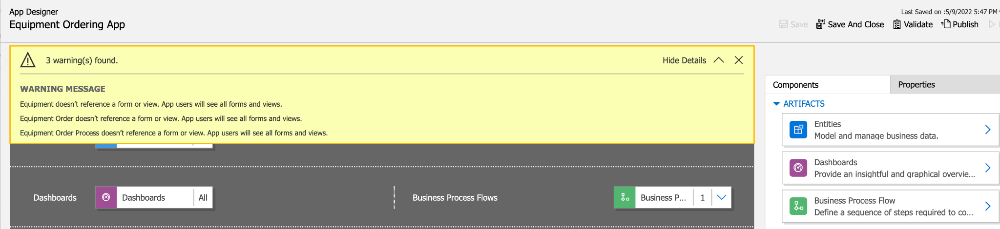 App Designer
Equipment Ordering App
Last Saved on :5/9/2022 5:47 PM
Save
Save And Close
Validate
Publish
3 warning(s) found.
Hide Details
WARNING MESSAGE
Equipment doesn't reference a form or view. App users will see all forms and views.
Equipment Order doesn't reference a form or view. App users will see all forms and views.
Equipment Order Process doesn't reference a form or view. App users will see all forms and views.
Dashboards
Dashboards
All
Business Process Flows
Business P...
1
Components
Properties
ARTIFACTS
Entities
Model and manage business data.
Dashboards
Provide an insightful and graphical overvie...
Business Process Flow
Define a sequence of steps required to co...